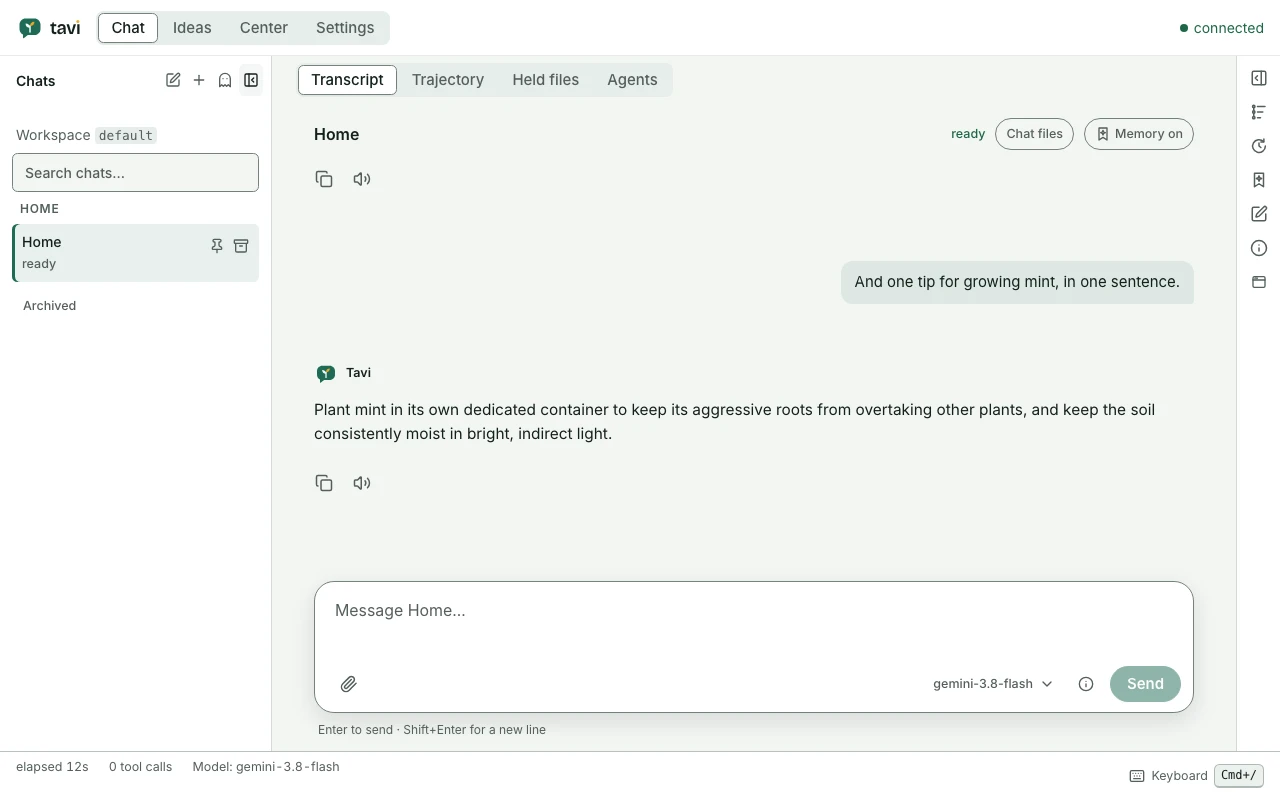 tavi
Chat
Ideas
Center
Settings
connected
Chats
Workspace default
Search chats...
HOME
Home
ready
Archived
Transcript
Trajectory
Held files
Agents
Home
ready
Chat files
Memory on
And one tip for growing mint, in one sentence.
Tavi
Plant mint in its own dedicated container to keep its aggressive roots from overtaking other plants, and keep the soil
consistently moist in bright, indirect light.
Message Home...
gemini-3.8-flash
Send
Enter to send · Shift+Enter for a new line
elapsed 12s
0 tool calls
Model: gemini-3.8-flash
Keyboard
Cmd+/